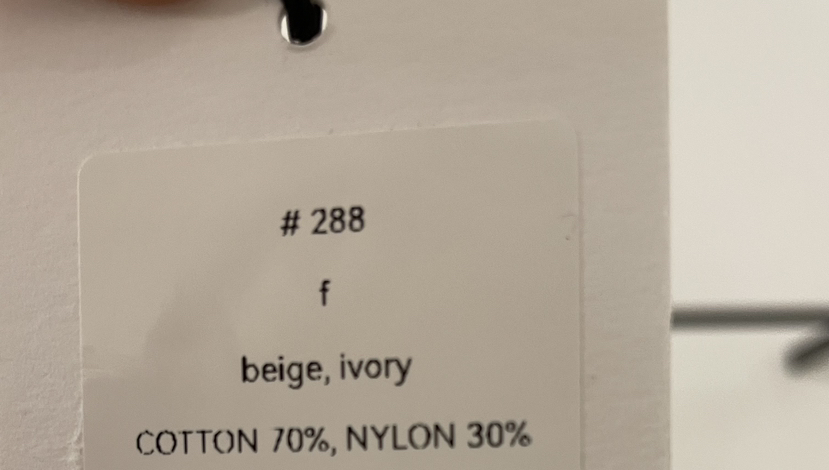 # 288
f
beige, ivory
COTTON 70%, NYLON 30%